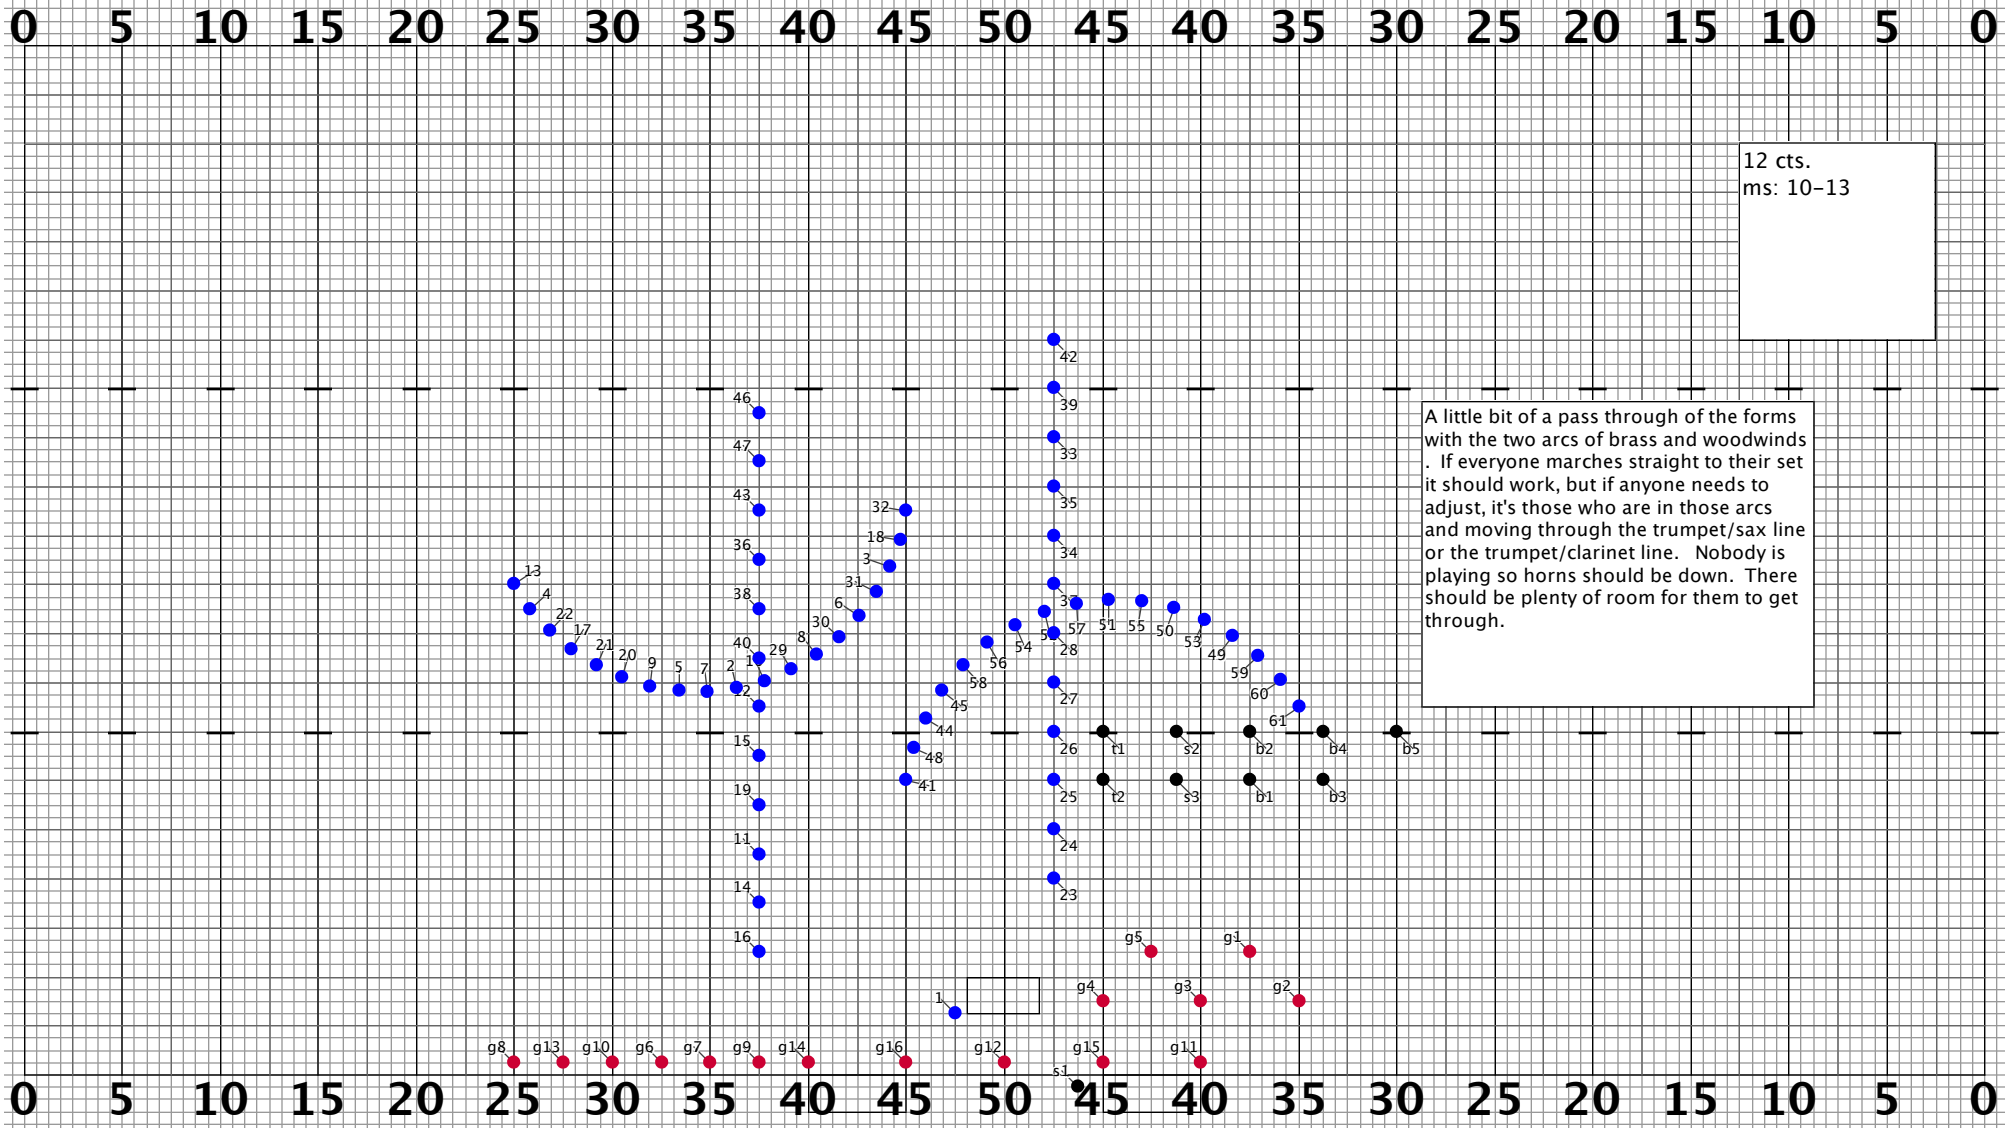 0 5 10 15 20 25 30 35 40 45 50 45 40 35 30 25 20 15 10 5 0
12 cts.
ms: 10-13
42
46
39
A little bit of a pass through of the forms
with the two arcs of brass and woodwinds
.  If everyone marches straight to their set
it should work, but if anyone needs to
adjust, it's those who are in those arcs
and moving through the trumpet/sax line
or the trumpet/clarinet line.   Nobody is
playing so horns should be down.  There
should be plenty of room for them to get
through.
47 33
43 32 35
36 18 34
13 3
4 31 38 37
22 6 57 51 55 50
17 30 53
21 40 8 54 28 49
20 29 56
9 5 7 2 58 59
12 45 27 60
44 61
15 48 26 t1 s2 b2 b4 b5
19 41 25 t2 s3 b1 b3
11 24
14 23
16 g5 g1
1 g4 g3 g2
g8 g13 g10 g6 g7 g9 g14 g16 g12 g15 g11
s1
0 5 10 15 20 25 30 35 40 45 50 45 40 35 30 25 20 15 10 5 0